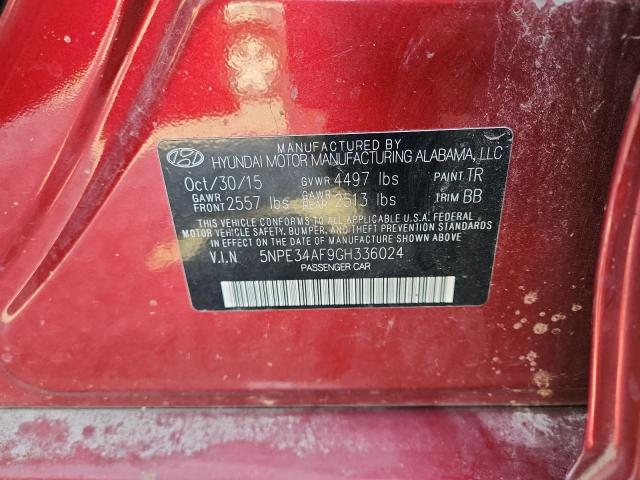 MANUFACTURED BY
HYUNDAI MOTOR MANUFACTURING ALABAMA, LLC
Oct/30/15 GVWR 4497 lbs PAINT TR
GAWR FRONT 2557 lbs GAWR REAR 2513 lbs TRIM BB
THIS VEHICLE CONFORMS TO ALL APPLICABLE U.S.A. FEDERAL
MOTOR VEHICLE SAFETY, BUMPER, AND THEFT PREVENTION
STANDARDS IN EFFECT ON THE DATE OF MANUFACTURE SHOWN ABOVE.
V.I.N 5NPE34AF9GH336024
PASSENGER CAR